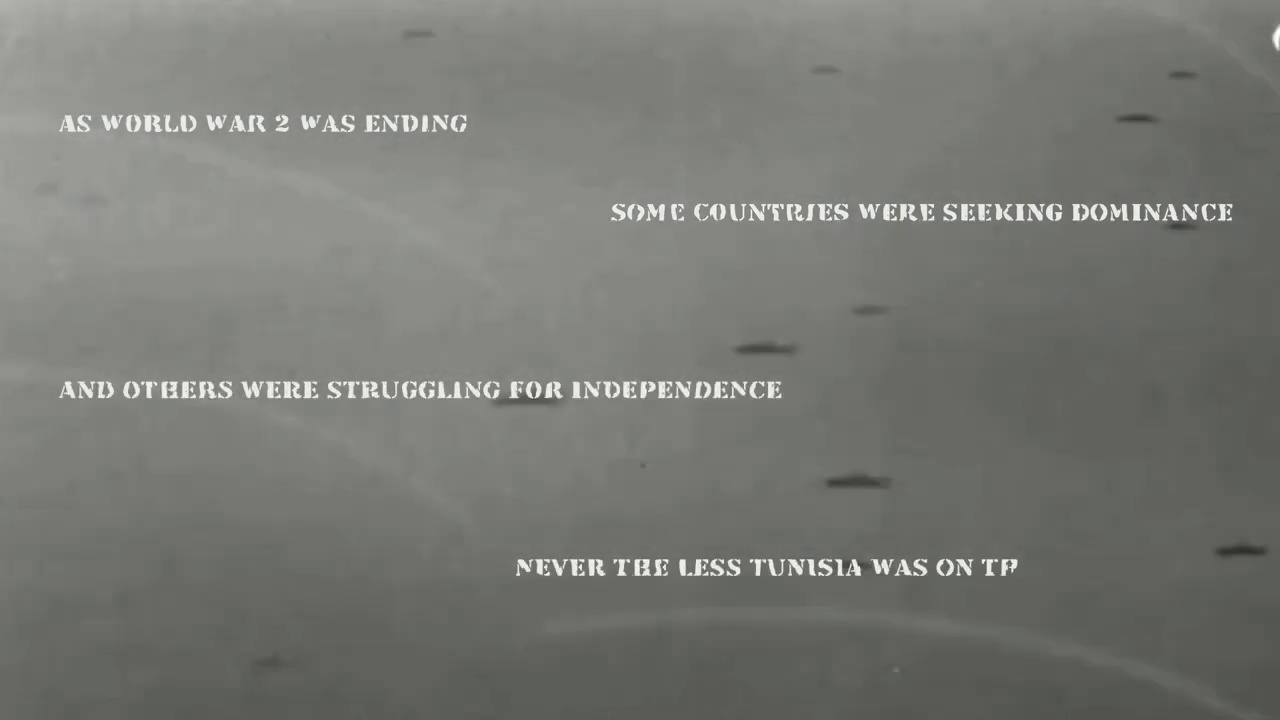 AS WORLD WAR 2 WAS ENDING
SOME COUNTRIES WERE SEEKING DOMINANCE
AND OTHERS WERE STRUGGLING FOR INDEPENDENCE
NEVER THE LESS TUNISIA WAS ON